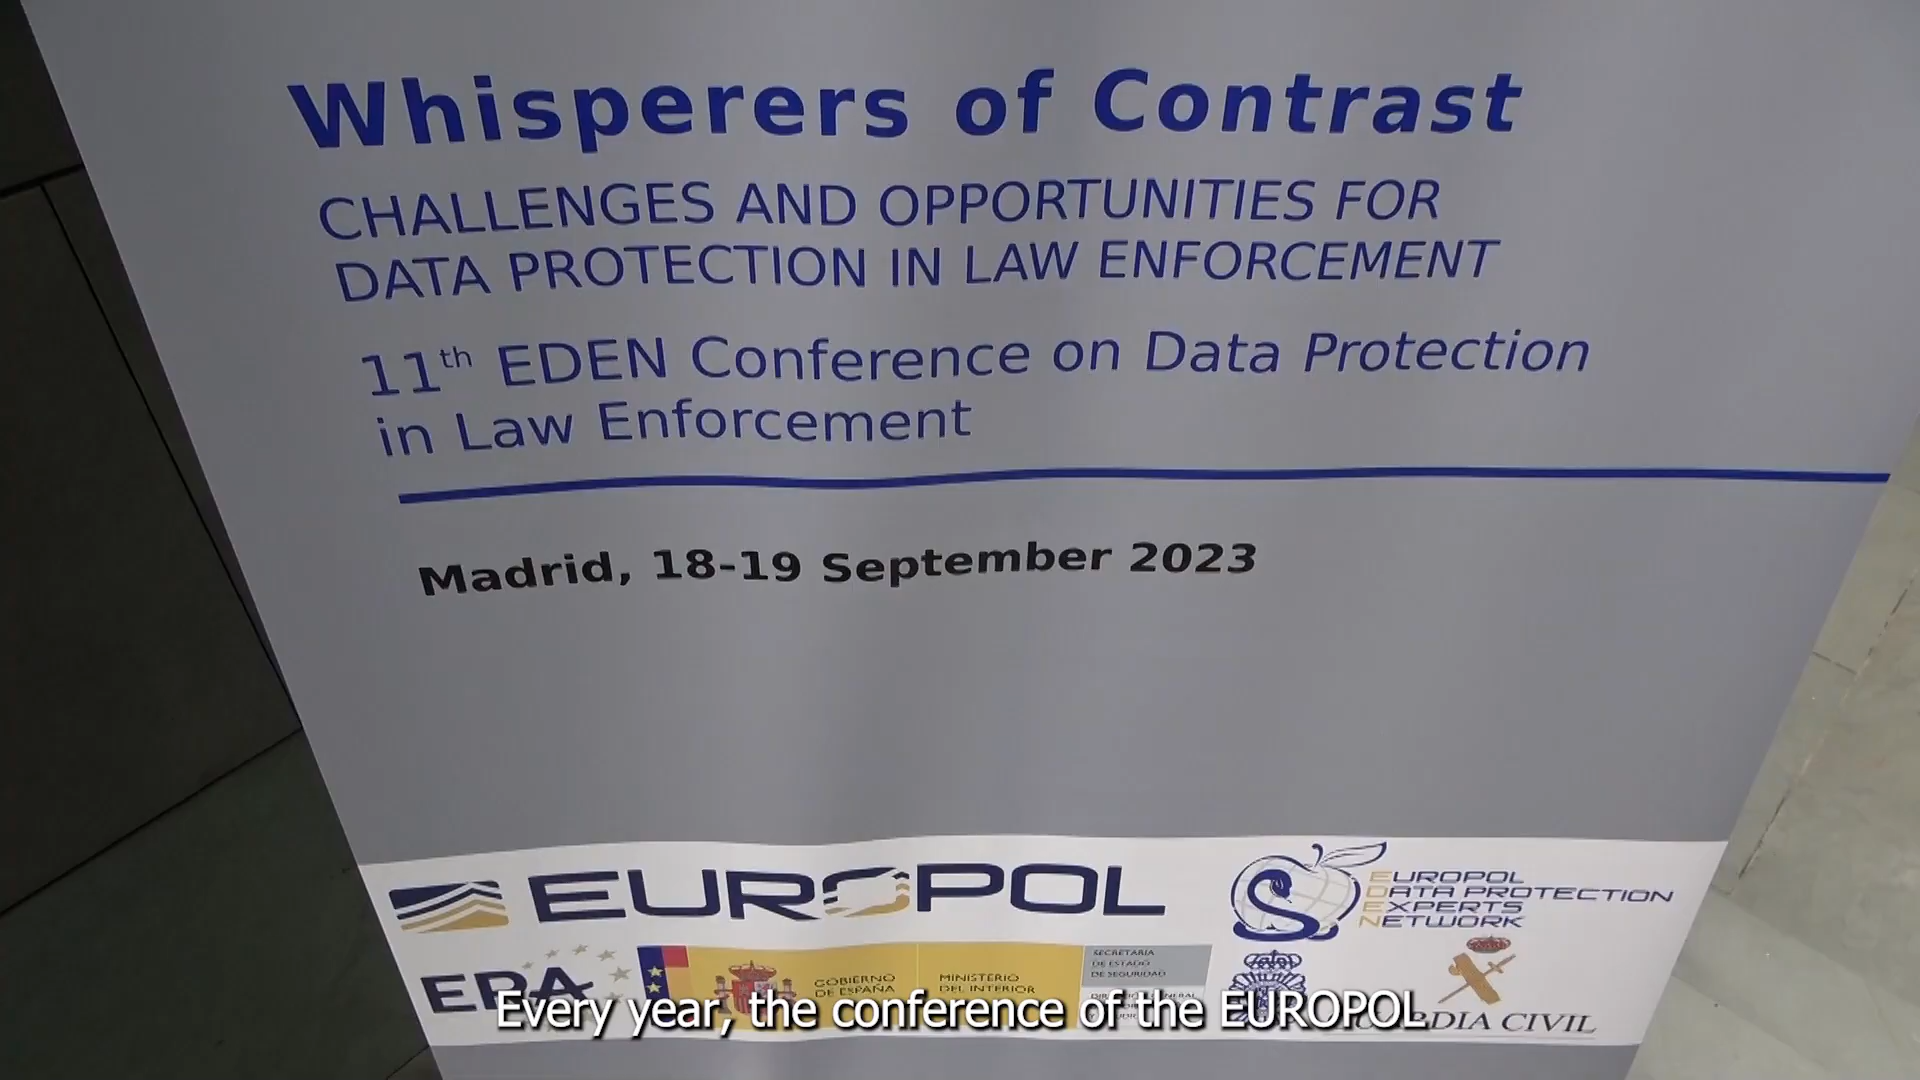 Whisperers of Contrast
CHALLENGES AND OPPORTUNITIES FOR
DATA PROTECTION IN LAW ENFORCEMENT
11th EDEN Conference on Data Protection
in Law Enforcement
Madrid, 18-19 September 2023
EUROPOL
EUROPOL
DATA PROTECTION
EXPERTS
NETWORK
ERA
GOBIERNO
DE ESPAÑA
MINISTERIO
DEL INTERIOR
SECRETARIA
DE ESTADO
DE SEGURIDAD
CIVIL
Every year, the conference of the EUROPOL